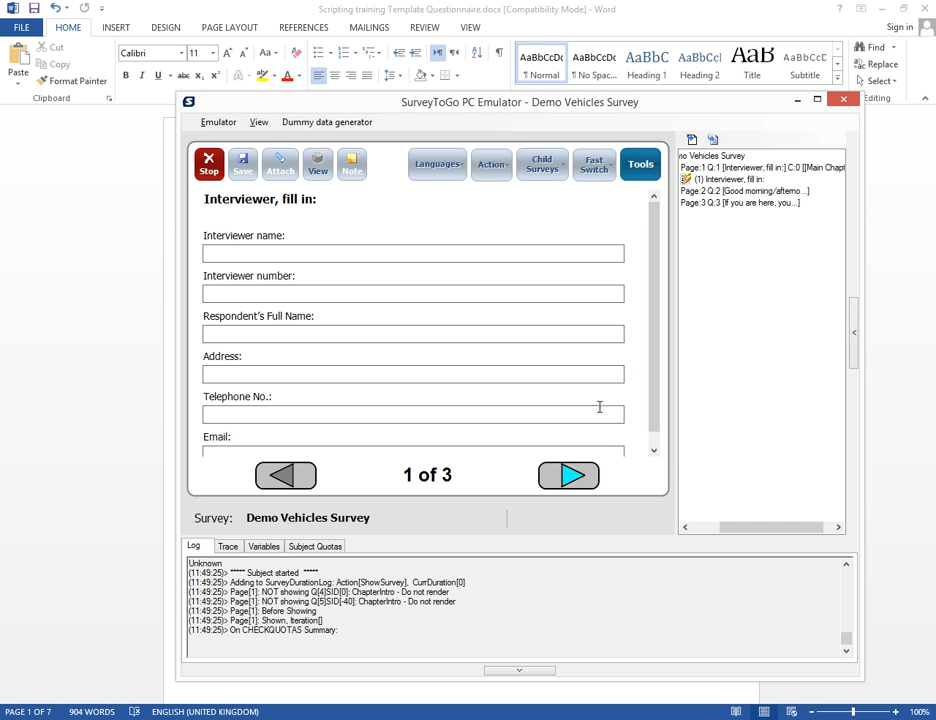 Scripting training Template Questionnaire.docx [Compatibility Mode] - Word
FILE HOME INSERT DESIGN PAGE LAYOUT REFERENCES MAILINGS REVIEW VIEW Sign in
Cut
Copy
Format Painter
Paste
Clipboard
Calibri 11
AaBbCcDc AaBbCcDc AaBbC AaBbCcl AaB AaBbCcDc
¶ Normal ¶ No Spac... Heading 1 Heading 2 Title Subtitle
Find
Replace
Select
Editing
SurveyToGo PC Emulator - Demo Vehicles Survey
Emulator View Dummy data generator
Stop Save Attach View Note Languages Action Child Surveys Fast Switch Tools
Interviewer, fill in:
Interviewer name:
Interviewer number:
Respondent's Full Name:
Address:
Telephone No.:
Email:
1 of 3
Survey: Demo Vehicles Survey
no Vehicles Survey
Page:1 Q:1 [Interviewer, fill in:] C:0 [[Main Chapt
(1) Interviewer, fill in:
Page:2 Q:2 [Good morning/afterno...]
Page:3 Q:3 [If you are here, you...]
Log Trace Variables Subject Quotas
Unknown
(11:49:25)> ***** Subject started *****
(11:49:25)> Adding to SurveyDurationLog: Action[ShowSurvey], CurrDuration[0]
(11:49:25)> Page[1]: NOT showing Q[4]SID[0]: ChapterIntro - Do not render
(11:49:25)> Page[1]: NOT showing Q[5]SID[-40]: ChapterIntro - Do not render
(11:49:25)> Page[1]: Before Showing
(11:49:25)> Page[1]: Shown, Iteration[]
(11:49:25)> On CHECKQUOTAS Summary:
PAGE 1 OF 7 904 WORDS ENGLISH (UNITED KINGDOM) 100%